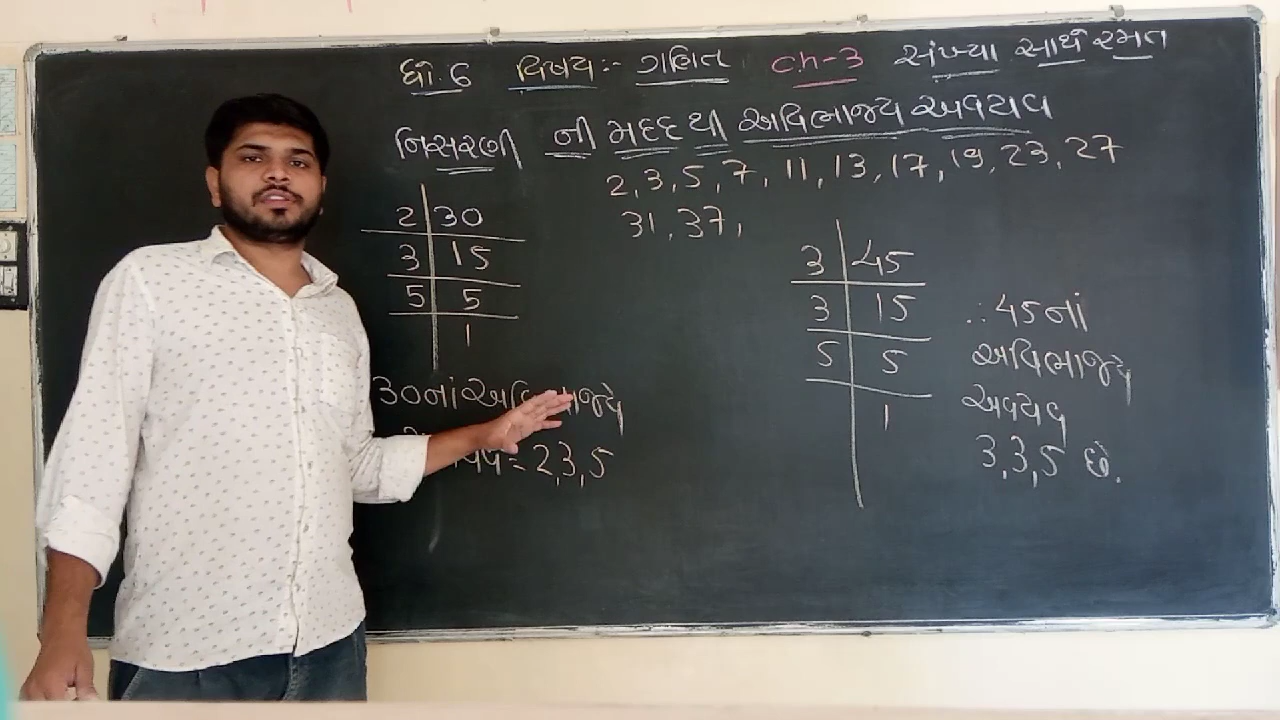 ધો. 6 વિષય:- ગણિત ch-3 સંખ્યા સાથે રમત
નિસરણી ની મદદ થી અવિભાજ્ય અવયવ
2, 3, 5, 7, 11, 13, 17, 19, 23, 27
31, 37,
2 30
3 15
5 5
1
30નાં અવિભાજ્ય
= 2,3,5
3 45
3 15
5 5
1
∴ 45નાં
અવિભાજ્ય
અવયવ
3,3,5 છે.